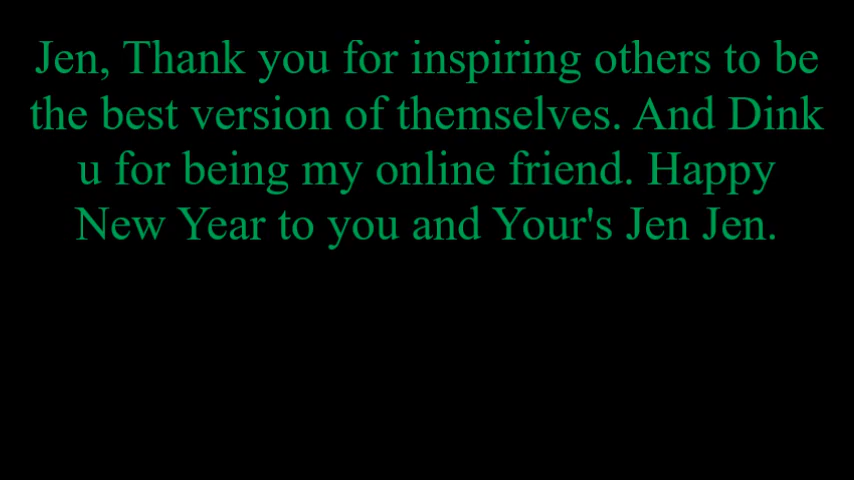 Jen, Thank you for inspiring others to be
the best version of themselves. And Dink
u for being my online friend. Happy
New Year to you and Your's Jen Jen.